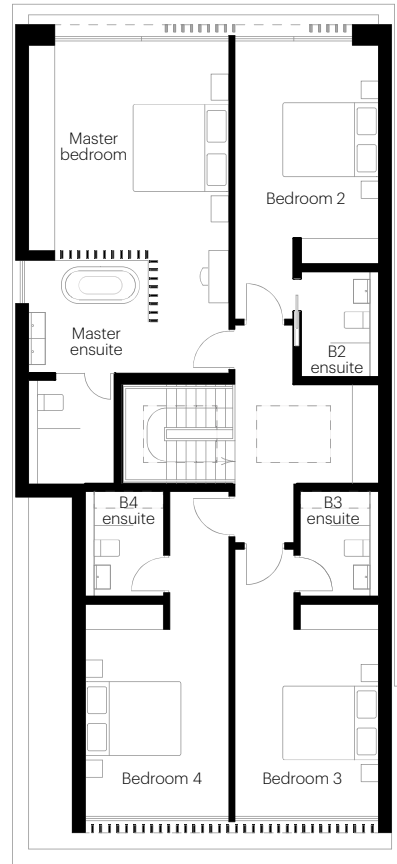 Master
bedroom
Bedroom 2
Master
ensuite
B2
ensuite
B4
ensuite
B3
ensuite
Bedroom 4
Bedroom 3